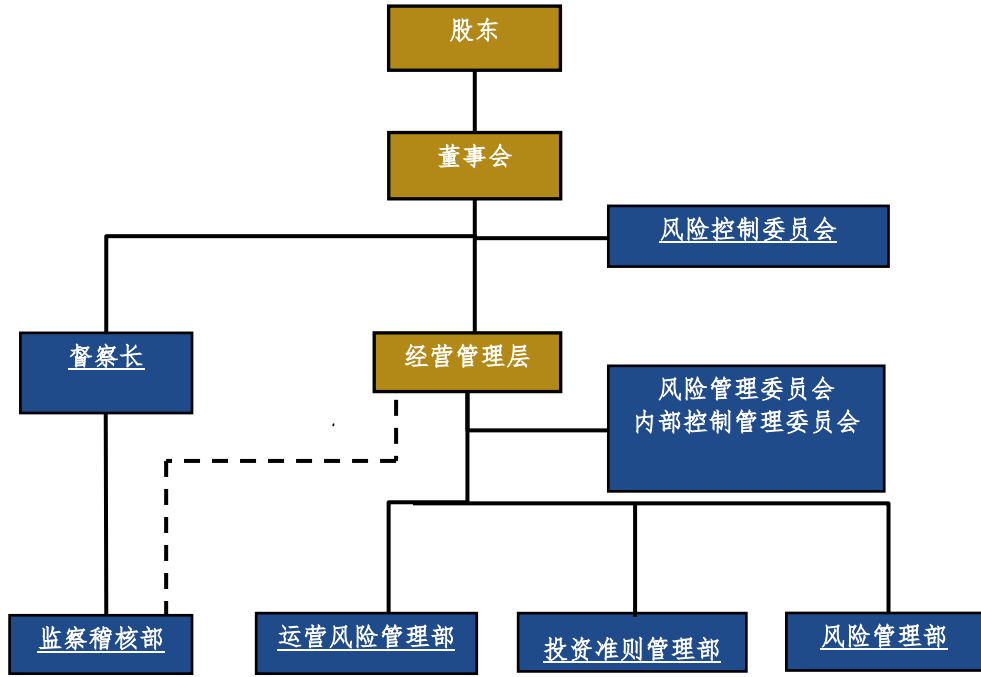 股东
董事会
风险控制委员会
督察长
经营管理层
风险管理委员会
内部控制管理委员会
监察稽核部
运营风险管理部
投资准则管理部
风险管理部